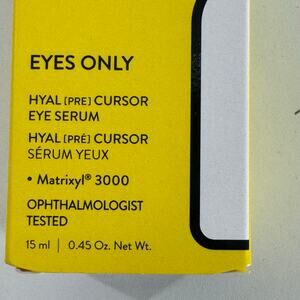 EYES ONLY
HYAL [PRE] CURSOR
EYE SERUM
HYAL [PRÉ] CURSOR
SÉRUM YEUX
• Matrixyl® 3000
OPHTHALMOLOGIST
TESTED
15 ml | 0.45 Oz. Net Wt.